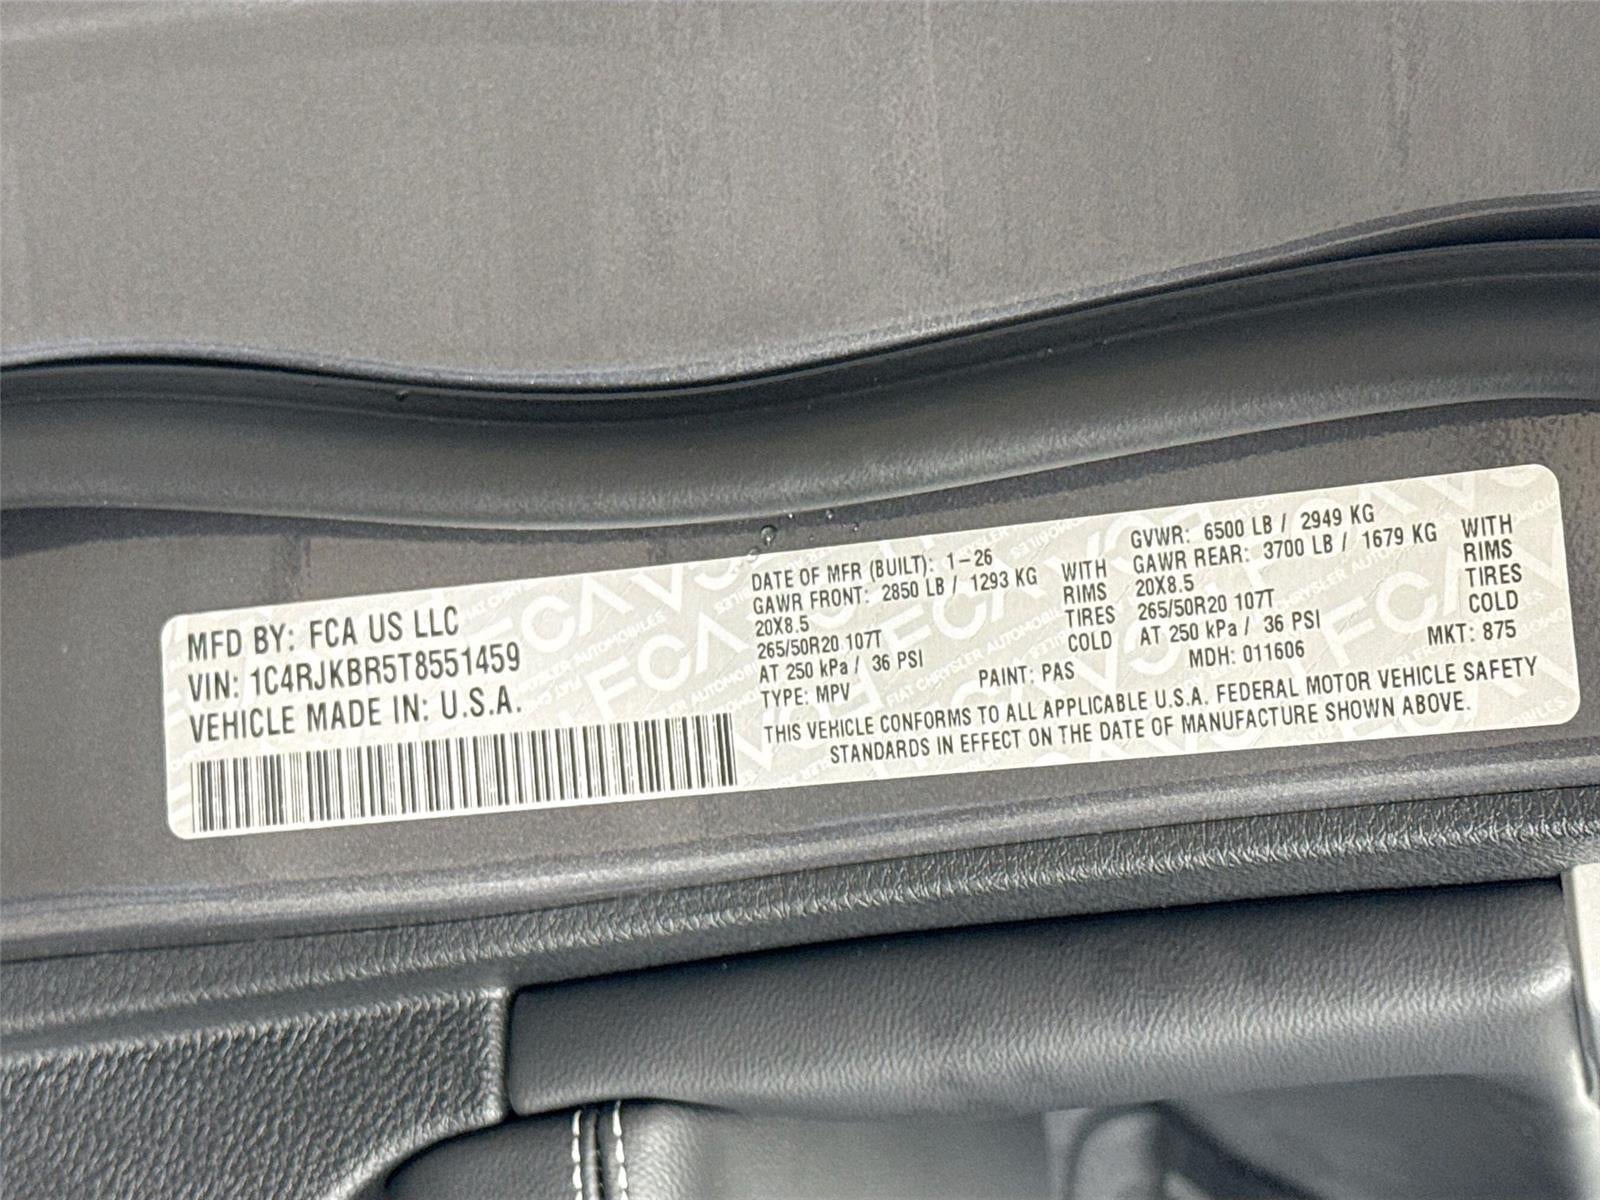 MFD BY: FCA US LLC
VIN: 1C4RJKBR5T8551459
VEHICLE MADE IN: U.S.A.
DATE OF MFR (BUILT): 1-26
GAWR FRONT: 2850 LB / 1293 KG WITH
20X8.5 RIMS
265/50R20 107T TIRES
AT 250 kPa / 36 PSI COLD
TYPE: MPV
PAINT: PAS
GVWR: 6500 LB / 2949 KG
GAWR REAR: 3700 LB / 1679 KG WITH
20X8.5 RIMS
265/50R20 107T TIRES
AT 250 kPa / 36 PSI COLD
MDH: 011606 MKT: 875
THIS VEHICLE CONFORMS TO ALL APPLICABLE U.S.A. FEDERAL MOTOR VEHICLE SAFETY
STANDARDS IN EFFECT ON THE DATE OF MANUFACTURE SHOWN ABOVE.